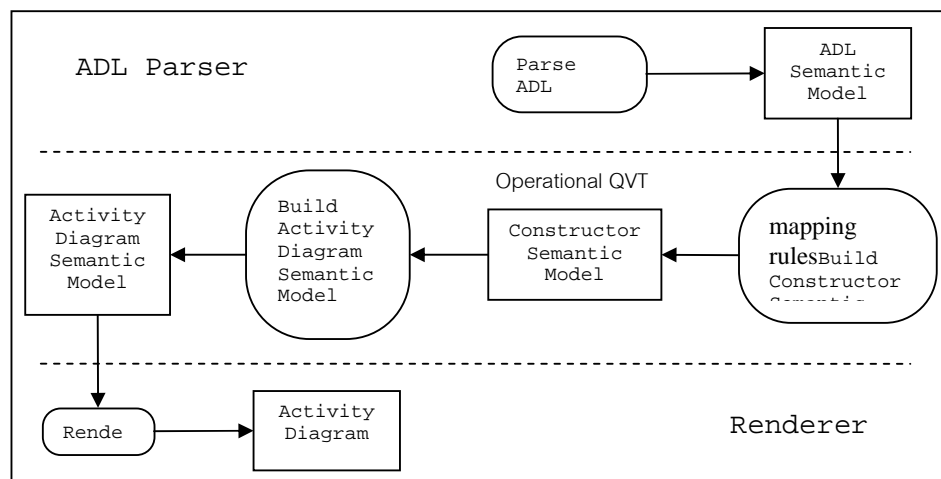 ADL Parser
Parse
ADL
ADL
Semantic
Model
Operational QVT
Activity
Diagram
Semantic
Model
Build
Activity
Diagram
Semantic
Model
Constructor
Semantic
Model
mapping
rulesBuild
Constructor
Semantic
Rende
Activity
Diagram
Renderer